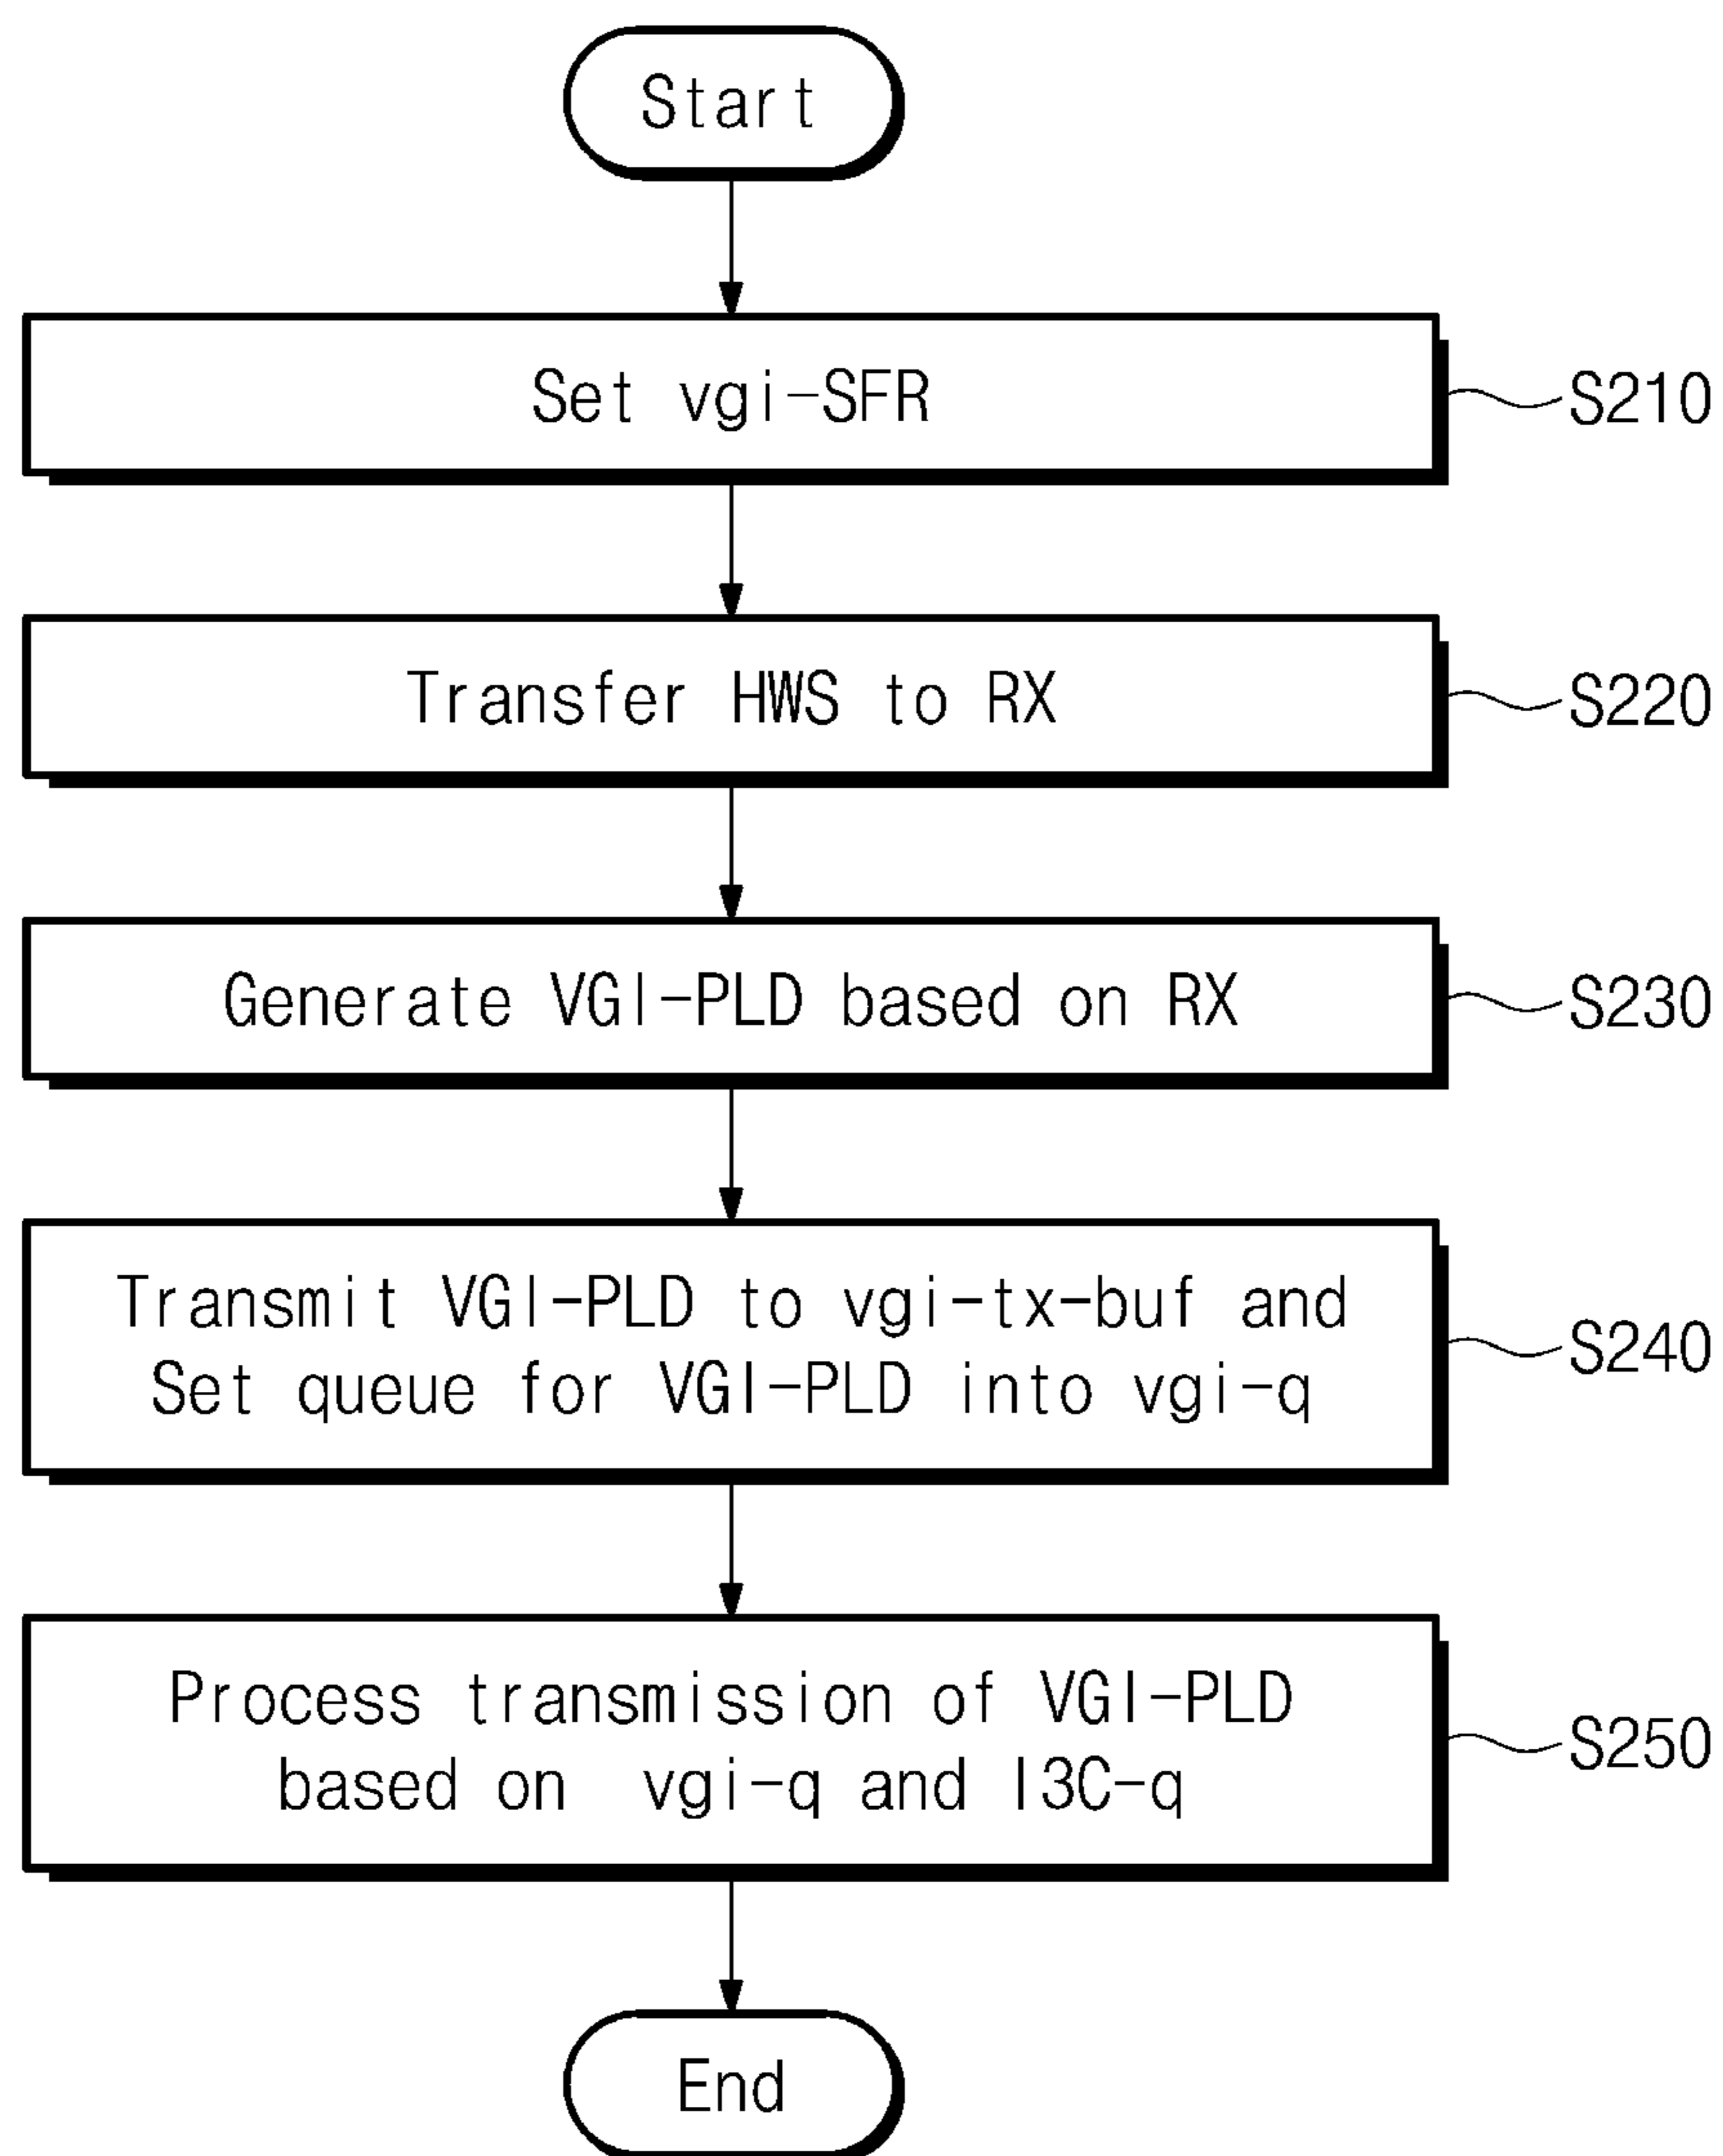 Start
Set vgi-SFR
S210
Transfer HWS to RX
S220
Generate VGI-PLD based on RX
S230
Transmit VGI-PLD to vgi-tx-buf and
Set queue for VGI-PLD into vgi-q
S240
Process transmission of VGI-PLD
based on vgi-q and I3C-q
S250
End